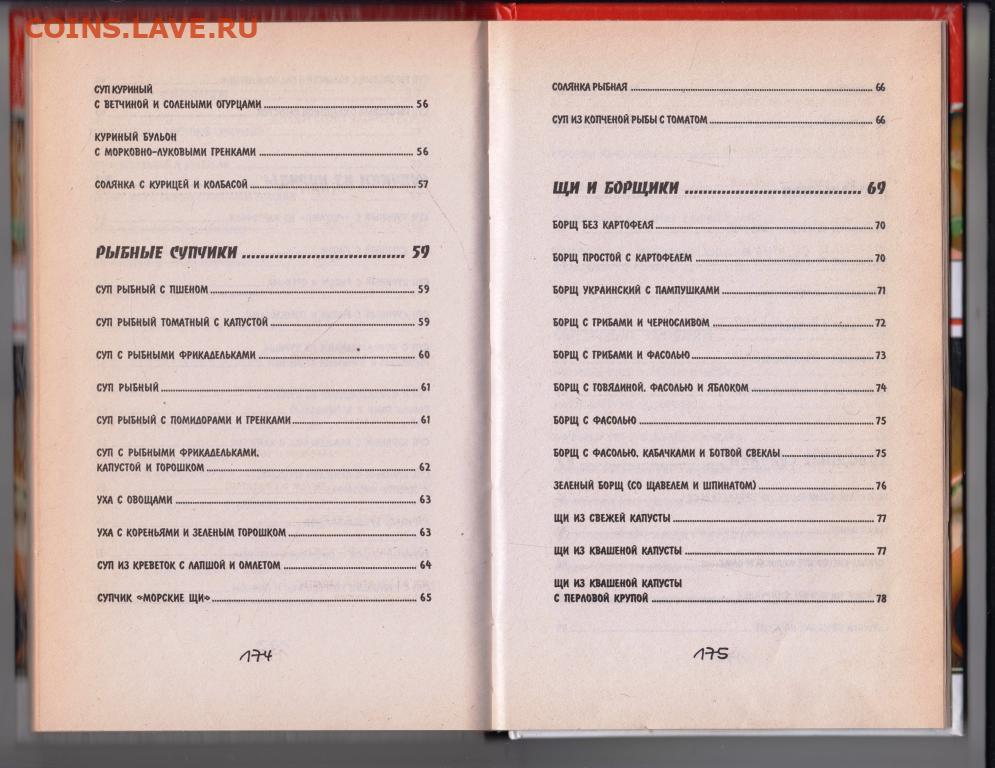 COINS.LAVE.RU
СУП КУРИНЫЙ
С ВЕТЧИНОЙ И СОЛЕНЫМИ ОГУРЦАМИ 56
КУРИНЫЙ БУЛЬОН
С МОРКОВНО-ЛУКОВЫМИ ГРЕНКАМИ 56
СОЛЯНКА С КУРИЦЕЙ И КОЛБАСОЙ 57
РЫБНЫЕ СУПЧИКИ 59
СУП РЫБНЫЙ С ПШЕНОМ 59
СУП РЫБНЫЙ ТОМАТНЫЙ С КАПУСТОЙ 59
СУП С РЫБНЫМИ ФРИКАДЕЛЬКАМИ 60
СУП РЫБНЫЙ 61
СУП РЫБНЫЙ С ПОМИДОРАМИ И ГРЕНКАМИ 61
СУП С РЫБНЫМИ ФРИКАДЕЛЬКАМИ,
КАПУСТОЙ И ГОРОШКОМ 62
УХА С ОВОЩАМИ 63
УХА С КОРЕНЬЯМИ И ЗЕЛЕНЫМ ГОРОШКОМ 63
СУП ИЗ КРЕВЕТОК С ЛАПШОЙ И ОМЛЕТОМ 64
СУПЧИК «МОРСКИЕ ЩИ» 65
174
СОЛЯНКА РЫБНАЯ 66
СУП ИЗ КОПЧЕНОЙ РЫБЫ С ТОМАТОМ 66
ЩИ И БОРЩИКИ 69
БОРЩ БЕЗ КАРТОФЕЛЯ 70
БОРЩ ПРОСТОЙ С КАРТОФЕЛЕМ 70
БОРЩ УКРАИНСКИЙ С ПАМПУШКАМИ 71
БОРЩ С ГРИБАМИ И ЧЕРНОСЛИВОМ 72
БОРЩ С ГРИБАМИ И ФАСОЛЬЮ 73
БОРЩ С ГОВЯДИНОЙ, ФАСОЛЬЮ И ЯБЛОКОМ 74
БОРЩ С ФАСОЛЬЮ 75
БОРЩ С ФАСОЛЬЮ, КАБАЧКАМИ И БОТВОЙ СВЕКЛЫ 75
ЗЕЛЕНЫЙ БОРЩ (СО ЩАВЕЛЕМ И ШПИНАТОМ) 76
ЩИ ИЗ СВЕЖЕЙ КАПУСТЫ 77
ЩИ ИЗ КВАШЕНОЙ КАПУСТЫ 77
ЩИ ИЗ КВАШЕНОЙ КАПУСТЫ
С ПЕРЛОВОЙ КРУПОЙ 78
175